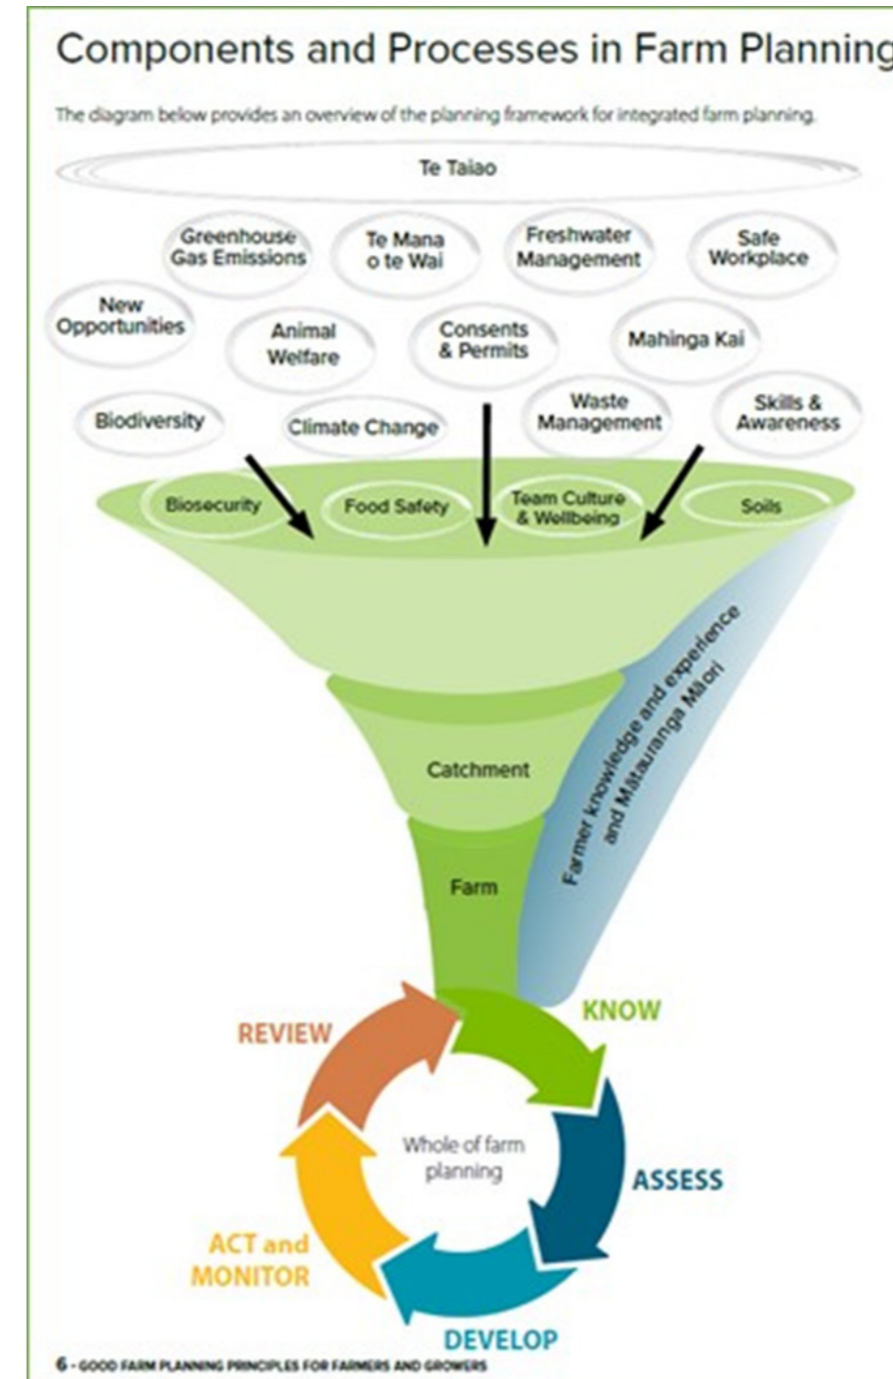 Components and Processes in Farm Planning
The diagram below provides an overview of the planning framework for integrated farm planning.
Te Taiao
Greenhouse
Gas Emissions
Te Mana
o te Wai
Freshwater
Management
Safe
Workplace
New
Opportunities
Animal
Welfare
Consents
& Permits
Mahinga Kai
Biodiversity
Climate Change
Waste
Management
Skills &
Awareness
Biosecurity
Food Safety
Team Culture
& Wellbeing
Soils
Farmer knowledge and experience
and Mātauranga Māori
Catchment
Farm
KNOW
REVIEW
Whole of farm
planning
ASSESS
ACT and
MONITOR
DEVELOP
6 - GOOD FARM PLANNING PRINCIPLES FOR FARMERS AND GROWERS